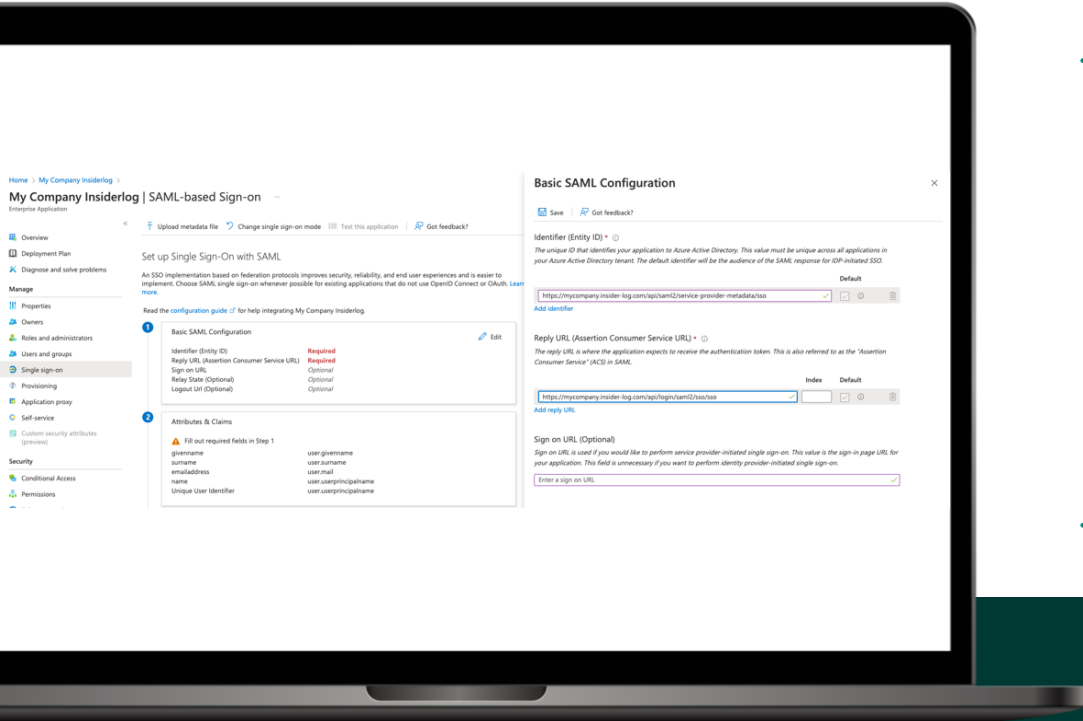 Home > My Company Insiderlog >
My Company Insiderlog | SAML-based Sign-on ...
Enterprise Application
Overview
Deployment Plan
Diagnose and solve problems
Manage
Properties
Owners
Roles and administrators
Users and groups
Single sign-on
Provisioning
Application proxy
Self-service
Custom security attributes
(preview)
Security
Conditional Access
Permissions
Upload metadata file Change single sign-on mode Test this application Got feedback?
Set up Single Sign-On with SAML
An SSO implementation based on federation protocols improves security, reliability, and end user experiences and is easier to
implement. Choose SAML single sign-on whenever possible for existing applications that do not use OpenID Connect or OAuth. Learn
more.
Read the configuration guide for help integrating My Company Insiderlog.
1
Basic SAML Configuration
Edit
Identifier (Entity ID) Required
Reply URL (Assertion Consumer Service URL) Required
Sign on URL Optional
Relay State (Optional) Optional
Logout Url (Optional) Optional
2
Attributes & Claims
Fill out required fields in Step 1
givenname user.givenname
surname user.surname
emailaddress user.mail
name user.userprincipalname
Unique User Identifier user.userprincipalname
Basic SAML Configuration
Save Got feedback?
Identifier (Entity ID) *
The unique ID that identifies your application to Azure Active Directory. This value must be unique across all applications in
your Azure Active Directory tenant. The default identifier will be the audience of the SAML response for IDP-initiated SSO.
Default
https://mycompany.insider-log.com/api/saml2/service-provider-metadata/sso
Add identifier
Reply URL (Assertion Consumer Service URL) *
The reply URL is where the application expects to receive the authentication token. This is also referred to as the "Assertion
Consumer Service" (ACS) in SAML.
Index Default
https://mycompany.insider-log.com/api/login/saml2/sso/sso
Add reply URL
Sign on URL (Optional)
Sign on URL is used if you would like to perform service provider-initiated single sign-on. This value is the sign-in page URL for
your application. This field is unnecessary if you want to perform identity provider-initiated single sign-on.
Enter a sign on URL